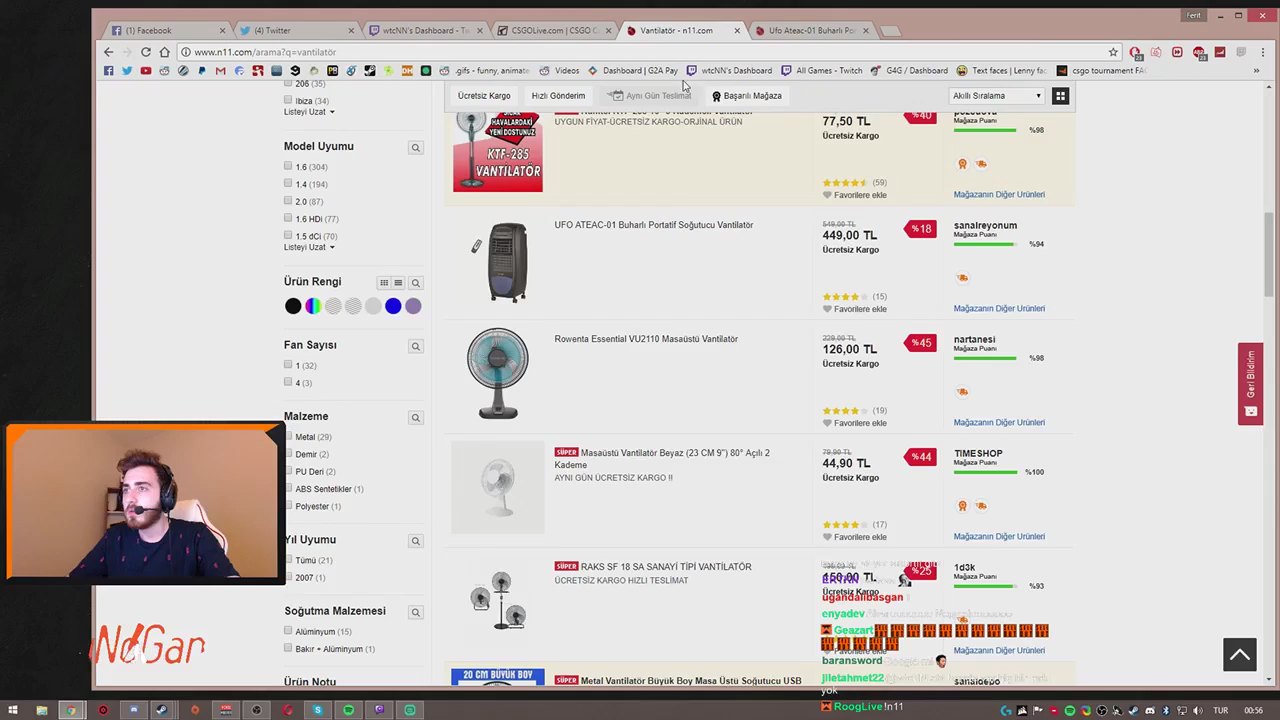 Ferit
(1) Facebook
(4) Twitter
wtcNN's Dashboard - Tw
CSGOLive.com | CSGO C
Vantilatör - n11.com
Ufo Ateac-01 Buharlı Port
www.n11.com/arama?q=vantilatör
.gifs - funny, animate
Videos
Dashboard | G2A Pay
wtcNN's Dashboard
All Games - Twitch
G4G / Dashboard
Text faces | Lenny fac
csgo tournament FA
206 (35)
Ibiza (34)
Listeyi Uzat
Model Uyumu
1.6 (304)
1.4 (194)
2.0 (87)
1.6 HDi (77)
1.5 dCi (70)
Listeyi Uzat
Ürün Rengi
Fan Sayısı
1 (32)
4 (3)
Malzeme
Metal (29)
Demir (2)
PU Deri (2)
ABS Sentetikler (1)
Polyester (1)
Yıl Uyumu
Tümü (21)
2007 (1)
Soğutma Malzemesi
Alüminyum (15)
Bakır + Alüminyum (1)
Ürün Notu
Ücretsiz Kargo
Hızlı Gönderim
Aynı Gün Teslimat
Başarılı Mağaza
Akıllı Sıralama
UYGUN FİYAT-ÜCRETSİZ KARGO-ORJİNAL ÜRÜN
HAVALARDAKİ
YENİ DOSTUNUZ
KTF-285
VANTİLATÖR
77,50 TL
Ücretsiz Kargo
(59)
Favorilere ekle
%40
%98
Mağazanın Diğer Ürünleri
UFO ATEAC-01 Buharlı Portatif Soğutucu Vantilatör
549,00 TL
449,00 TL
Ücretsiz Kargo
(15)
Favorilere ekle
%18
sanalreyonum
Mağaza Puanı
%94
Mağazanın Diğer Ürünleri
Rowenta Essential VU2110 Masaüstü Vantilatör
229,00 TL
126,00 TL
Ücretsiz Kargo
(19)
Favorilere ekle
%45
nartanesi
Mağaza Puanı
%98
Mağazanın Diğer Ürünleri
SÜPER Masaüstü Vantilatör Beyaz (23 CM 9") 80° Açılı 2
Kademe
AYNI GÜN ÜCRETSİZ KARGO !!
79,90 TL
44,90 TL
Ücretsiz Kargo
(17)
Favorilere ekle
%44
TIMESHOP
Mağaza Puanı
%100
Mağazanın Diğer Ürünleri
SÜPER RAKS SF 18 SA SANAYİ TİPİ VANTİLATÖR
ÜCRETSİZ KARGO HIZLI TESLİMAT
450,00 TL
Ücretsiz Kargo
Favorilere ekle
%25
1d3k
Mağaza Puanı
%93
Mağazanın Diğer Ürünleri
20 CM BÜYÜK BOY
SÜPER Metal Vantilatör Büyük Boy Masa Üstü Soğutucu USB
sanaldepo
Geri Bildirim
ugandalibasgan
enyadev
Geazart
baransword
jiletahmet22
yok
RoogLive !n11
TUR
00:56